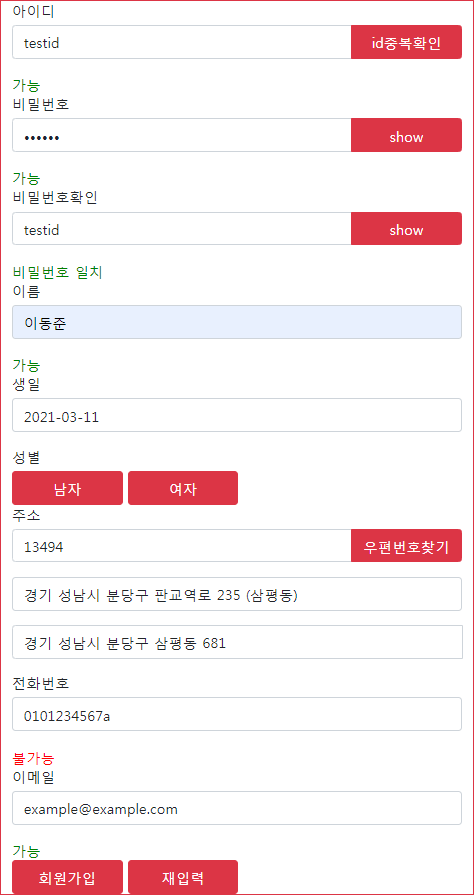 아이디
testid id중복확인
가능
비밀번호
•••••• show
가능
비밀번호확인
testid show
비밀번호 일치
이름
이동준
가능
생일
2021-03-11
성별
남자 여자
주소
13494 우편번호찾기
경기 성남시 분당구 판교역로 235 (삼평동)
경기 성남시 분당구 삼평동 681
전화번호
0101234567a
불가능
이메일
example@example.com
가능
회원가입 재입력